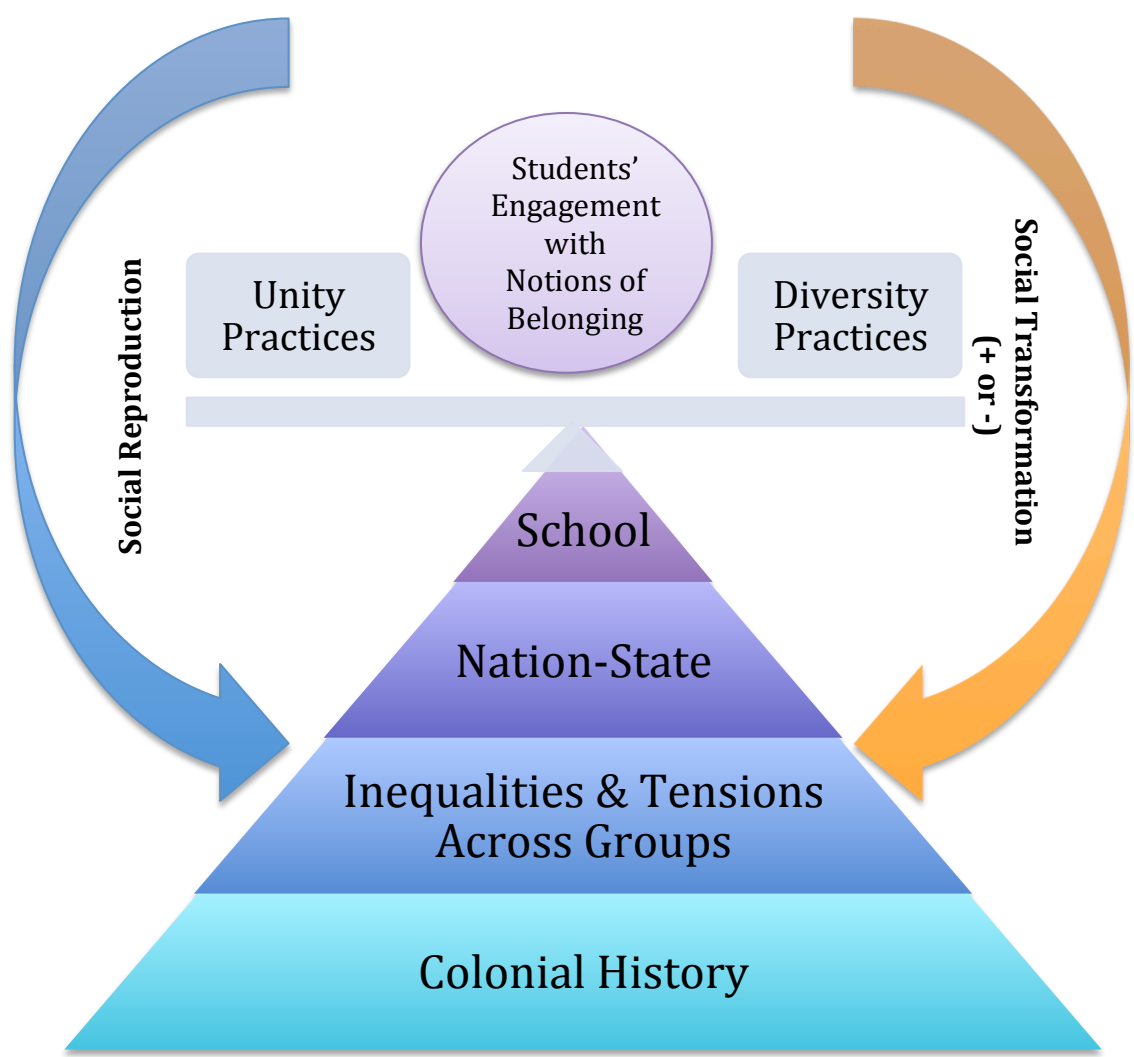 Students’
Engagement
with
Notions of
Belonging
Unity
Practices
Diversity
Practices
Social Reproduction
Social Transformation
(+ or -)
School
Nation-State
Inequalities & Tensions
Across Groups
Colonial History